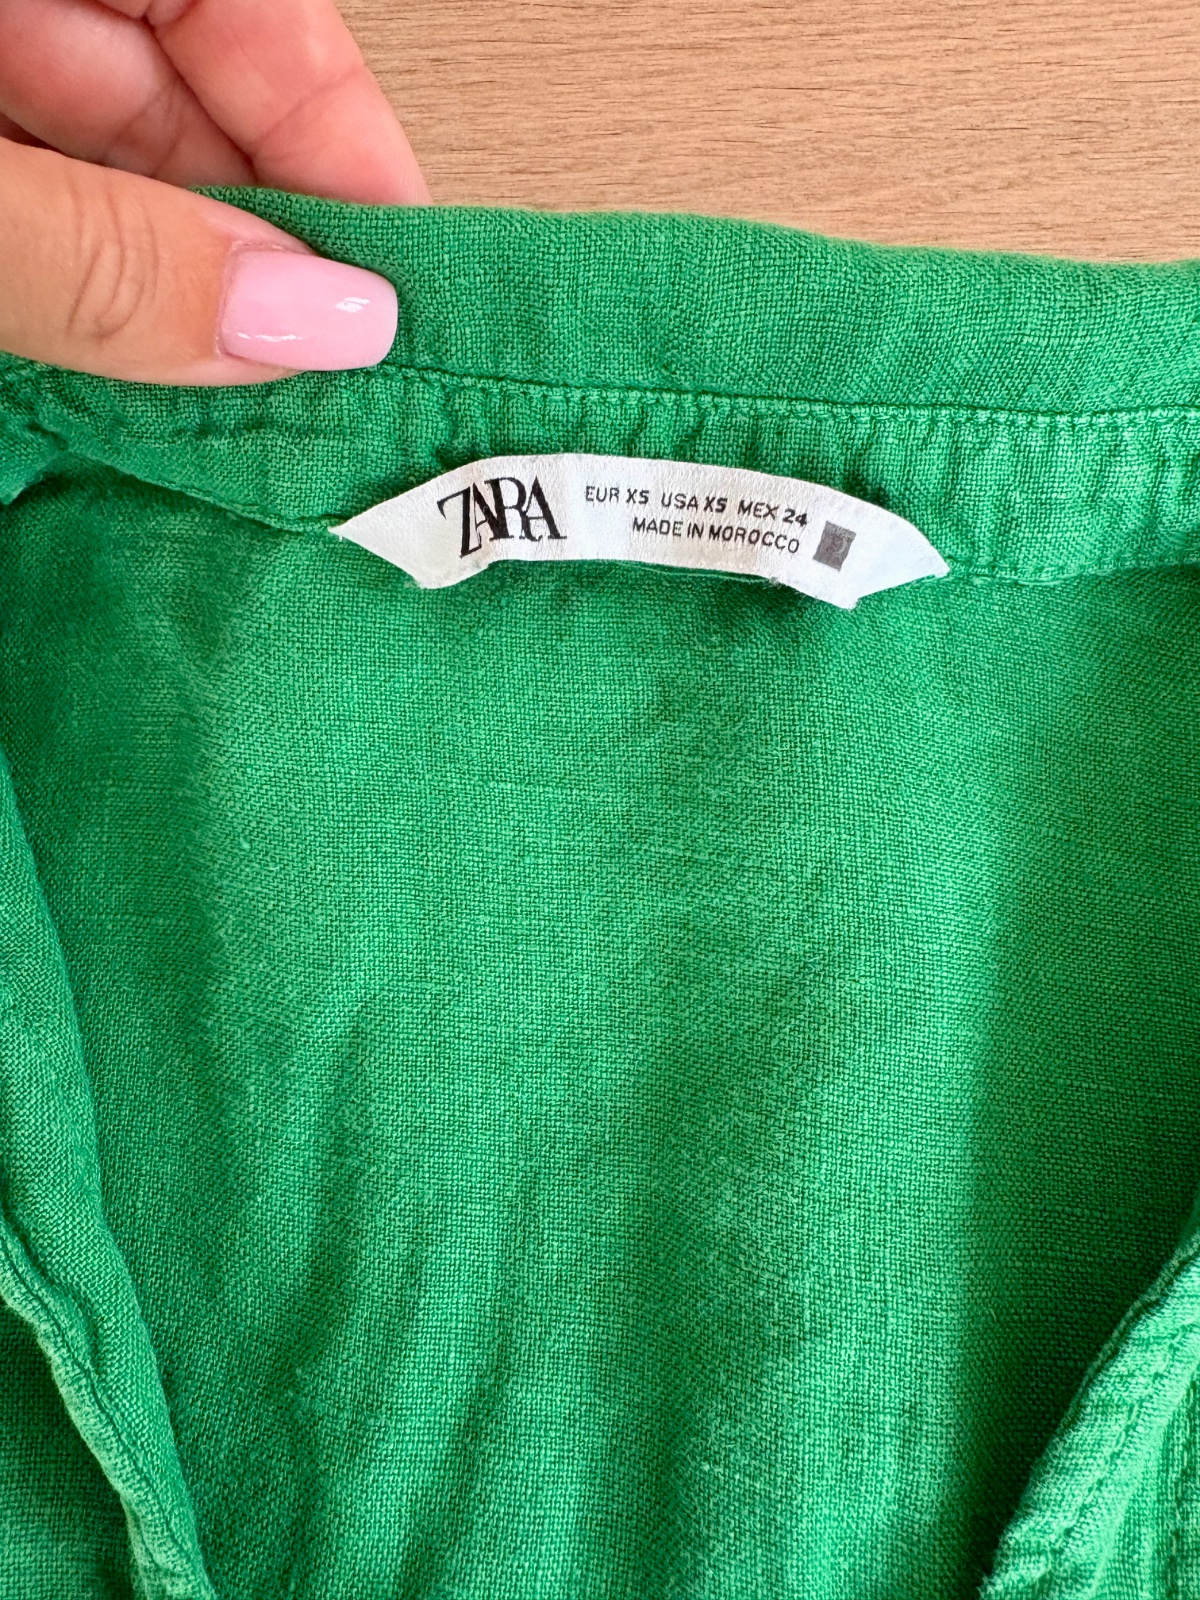 ZARA
EUR XS USA XS MEX 24
MADE IN MOROCCO